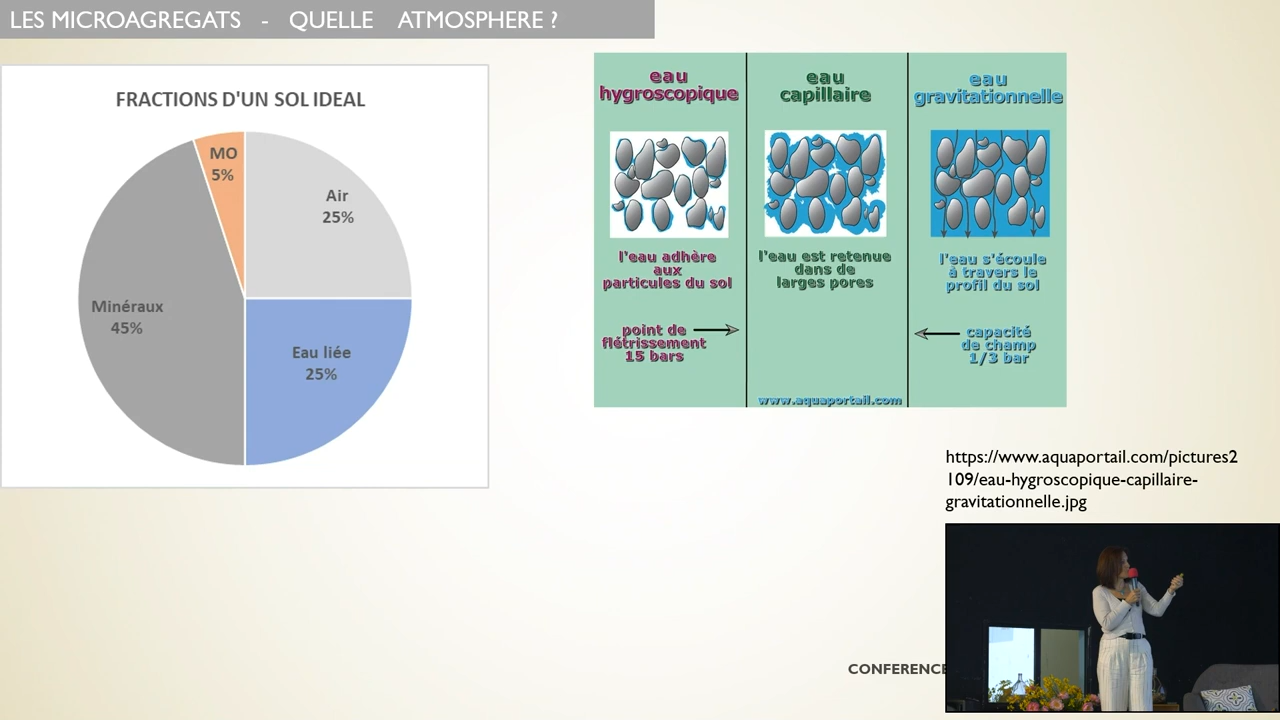 LES MICROAGREGATS - QUELLE ATMOSPHERE ?
FRACTIONS D'UN SOL IDEAL
MO
5%
Air
25%
Minéraux
45%
Eau liée
25%
eau
hygroscopique
l'eau adhère
aux
particules du sol
point de
flétrissement
15 bars
eau
capillaire
l'eau est retenue
dans de
larges pores
www.aquaportail.com
eau
gravitationnelle
l'eau s'écoule
à travers le
profil du sol
capacité
de champ
1/3 bar
https://www.aquaportail.com/pictures2
109/eau-hygroscopique-capillaire-
gravitationnelle.jpg
CONFERENCE